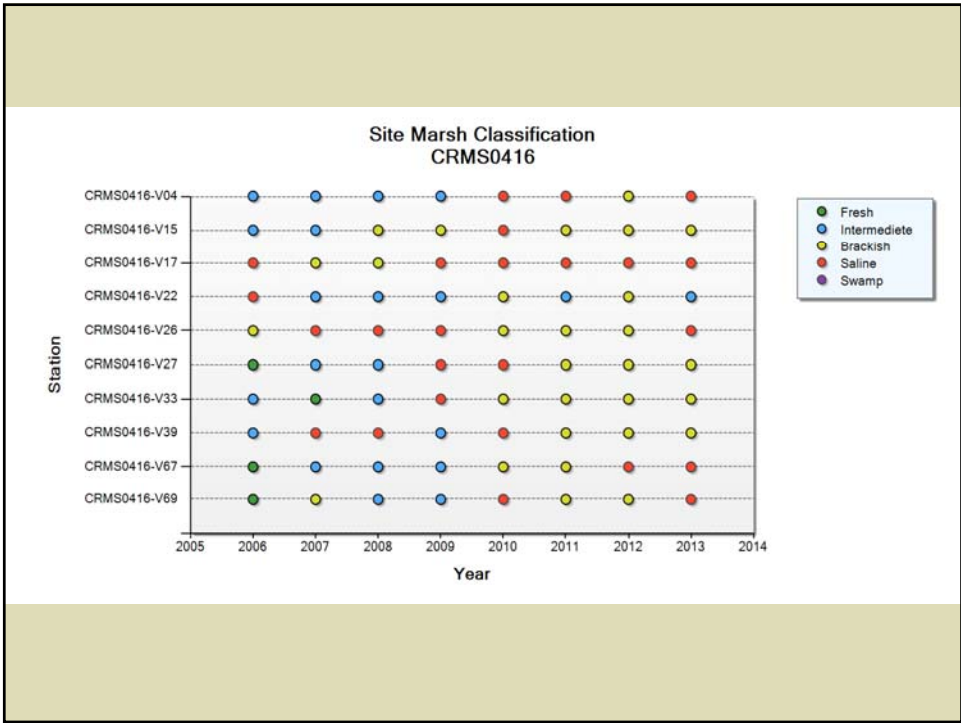 Site Marsh Classification
CRMS0416
CRMS0416-V04
CRMS0416-V15
CRMS0416-V17
CRMS0416-V22
CRMS0416-V26
CRMS0416-V27
CRMS0416-V33
CRMS0416-V39
CRMS0416-V67
CRMS0416-V69
Station
2005 2006 2007 2008 2009 2010 2011 2012 2013 2014
Year
Fresh
Intermediete
Brackish
Saline
Swamp